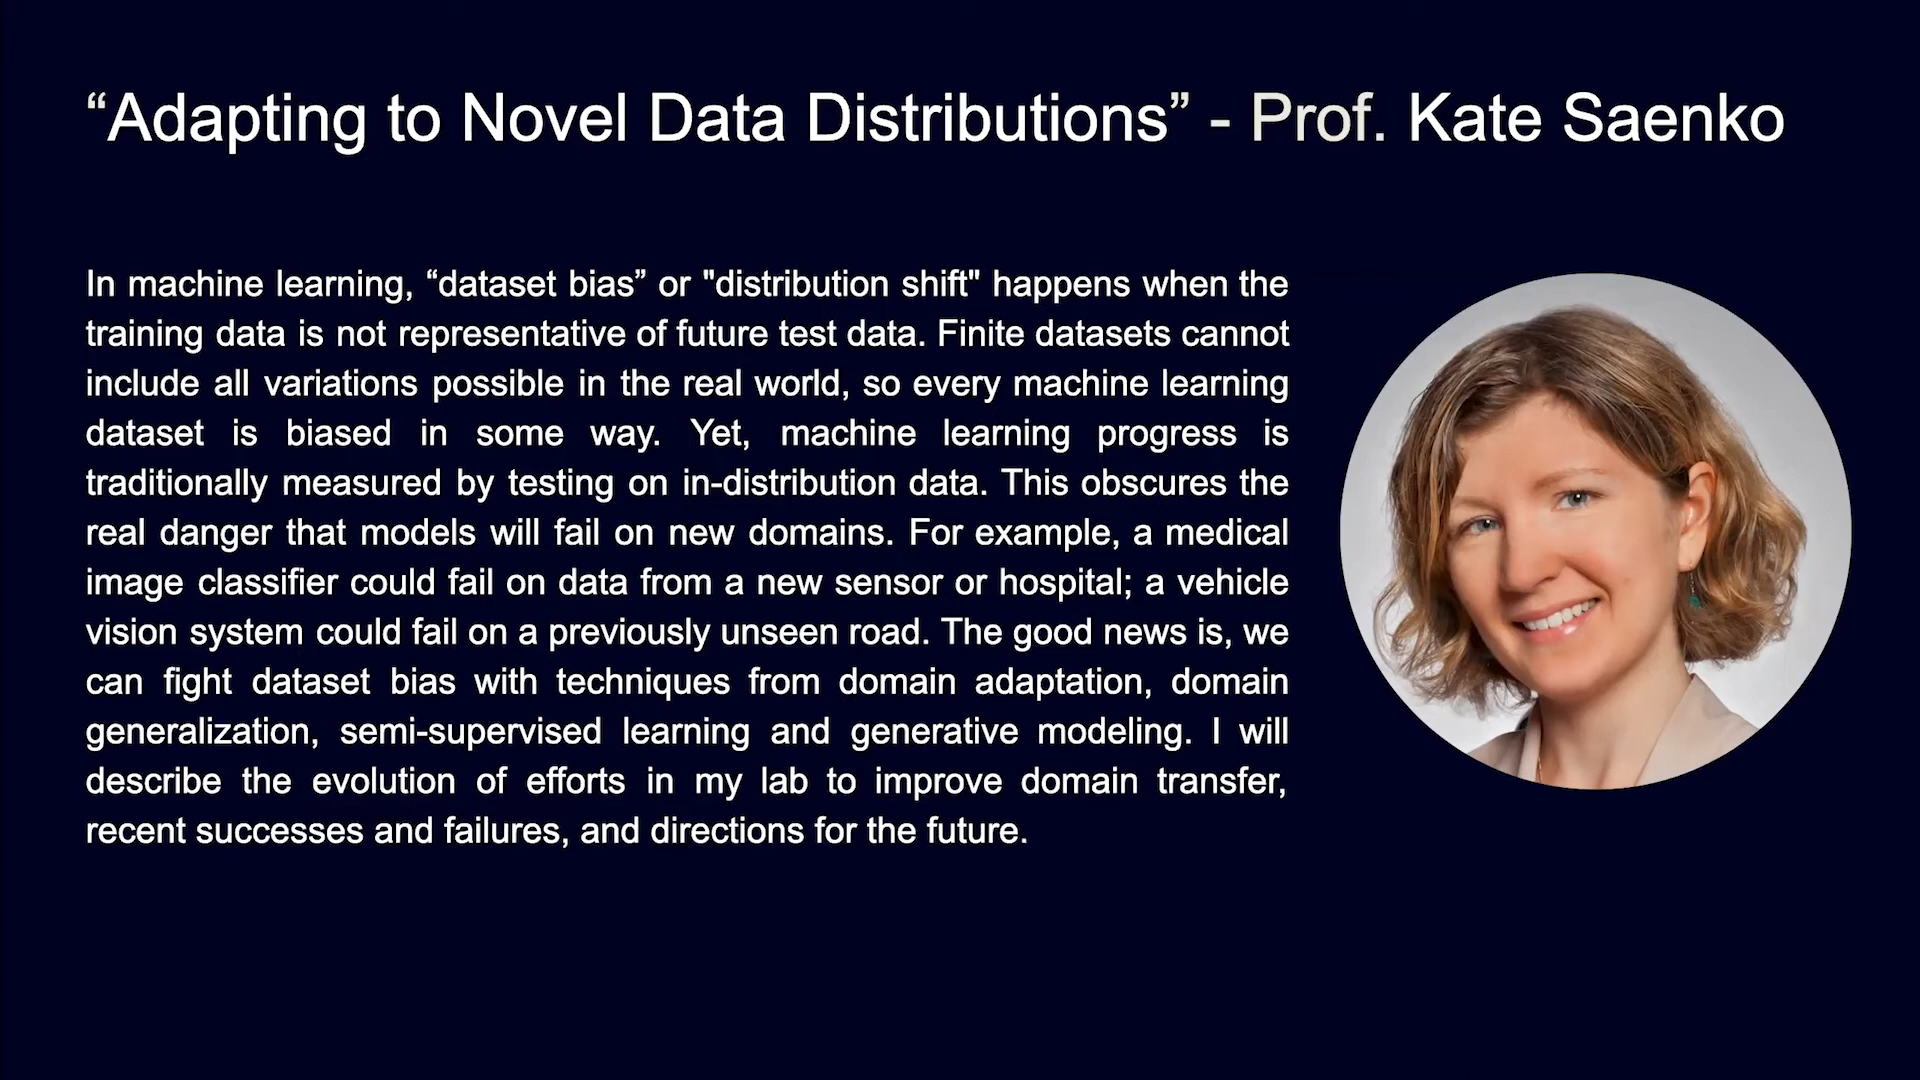 “Adapting to Novel Data Distributions” - Prof. Kate Saenko
In machine learning, “dataset bias” or "distribution shift" happens when the
training data is not representative of future test data. Finite datasets cannot
include all variations possible in the real world, so every machine learning
dataset is biased in some way. Yet, machine learning progress is
traditionally measured by testing on in-distribution data. This obscures the
real danger that models will fail on new domains. For example, a medical
image classifier could fail on data from a new sensor or hospital; a vehicle
vision system could fail on a previously unseen road. The good news is, we
can fight dataset bias with techniques from domain adaptation, domain
generalization, semi-supervised learning and generative modeling. I will
describe the evolution of efforts in my lab to improve domain transfer,
recent successes and failures, and directions for the future.